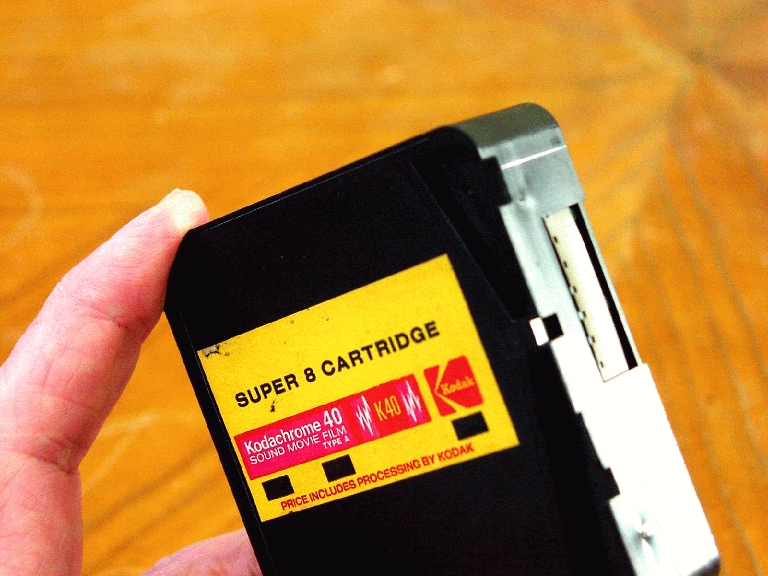 SUPER 8 CARTRIDGE
Kodachrome 40
SOUND MOVIE FILM
TYPE A
K40
Kodak
PRICE INCLUDES PROCESSING BY KODAK